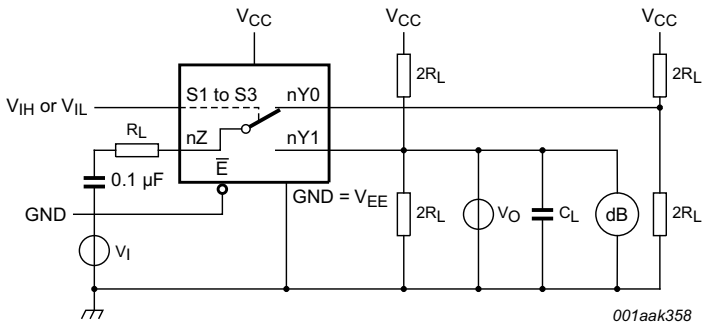 VCC VCC VCC
2RL 2RL
S1 to S3 nY0
VIH or VIL
RL nZ nY1
E
0.1 µF
GND = VEE
GND 2RL VO CL dB 2RL
VI
001aak358